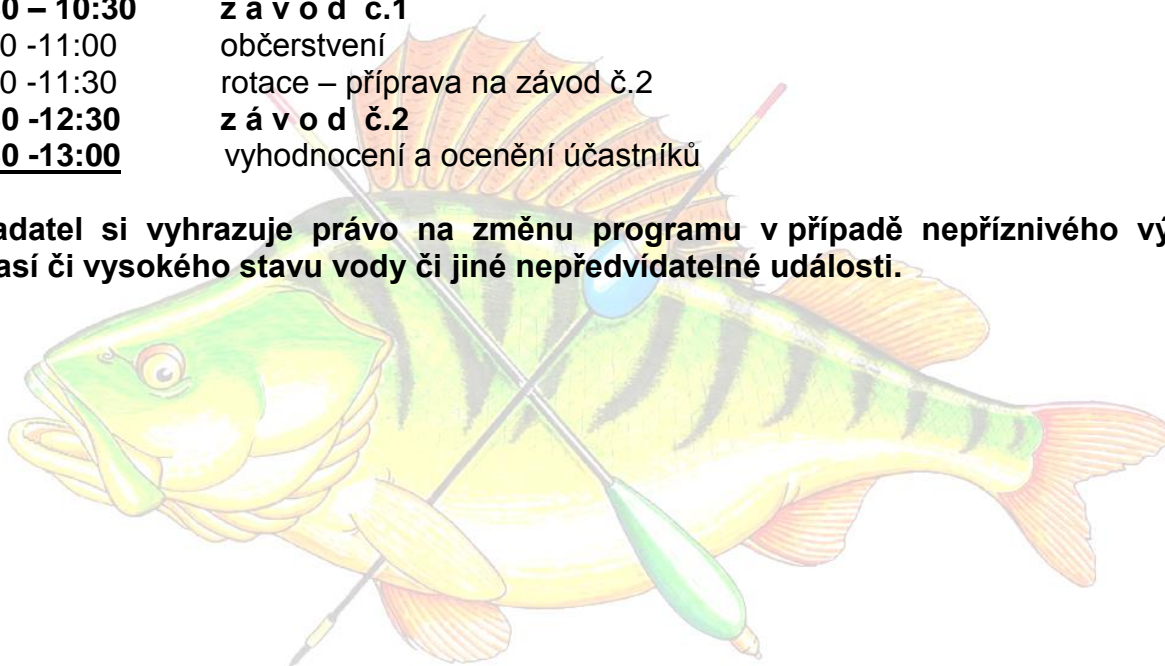 0 – 10:30 z á v o d č.1
0 -11:00 občerstvení
0 -11:30 rotace – příprava na závod č.2
0 -12:30 z á v o d č.2
0 -13:00 vyhodnocení a ocenění účastníků
adatel si vyhrazuje právo na změnu programu v případě nepříznivého vý
así či vysokého stavu vody či jiné nepředvídatelné události.